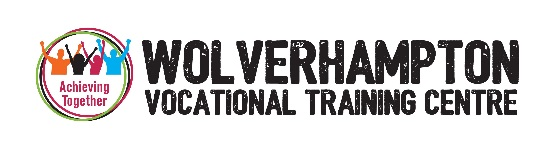 Achieving
Together
WOLVERHAMPTON
VOCATIONAL TRAINING CENTRE